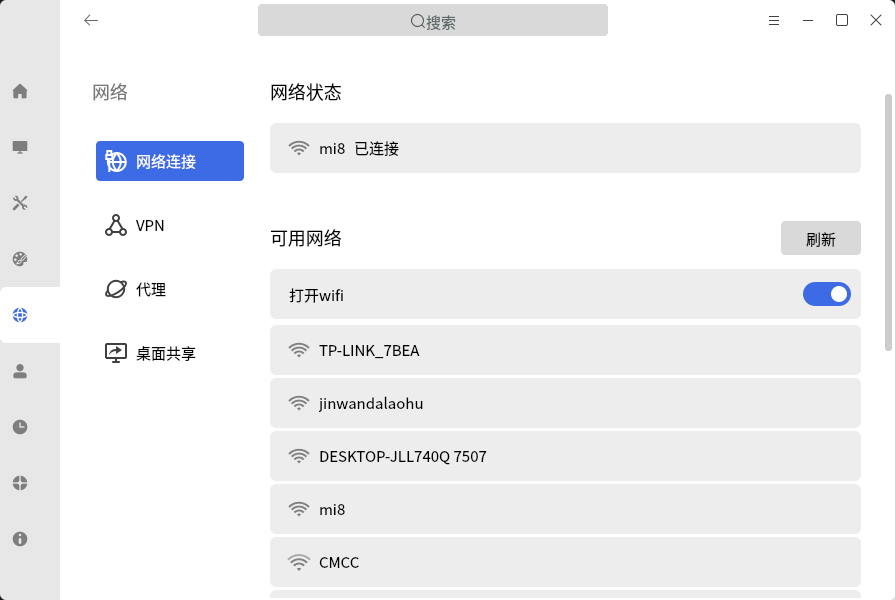 搜索
网络
网络连接
VPN
代理
桌面共享
网络状态
mi8 已连接
可用网络
刷新
打开wifi
TP-LINK_7BEA
jinwandalaohu
DESKTOP-JLL740Q 7507
mi8
CMCC